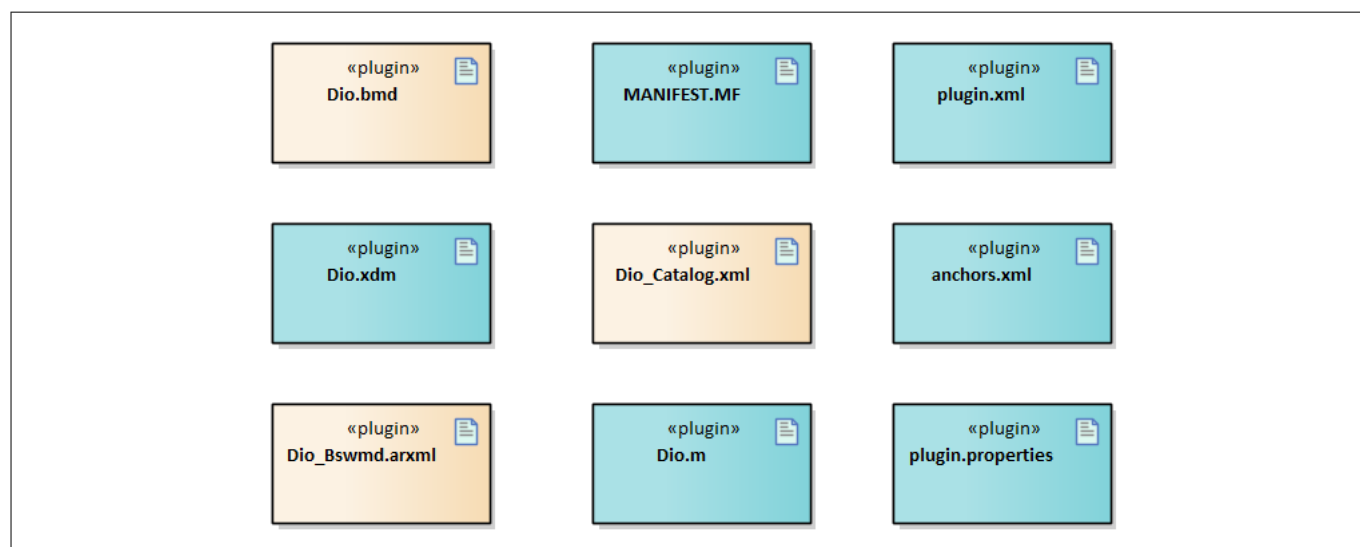 «plugin»
Dio.bmd
«plugin»
MANIFEST.MF
«plugin»
plugin.xml
«plugin»
Dio.xdm
«plugin»
Dio_Catalog.xml
«plugin»
anchors.xml
«plugin»
Dio_Bswmd.arxml
«plugin»
Dio.m
«plugin»
plugin.properties